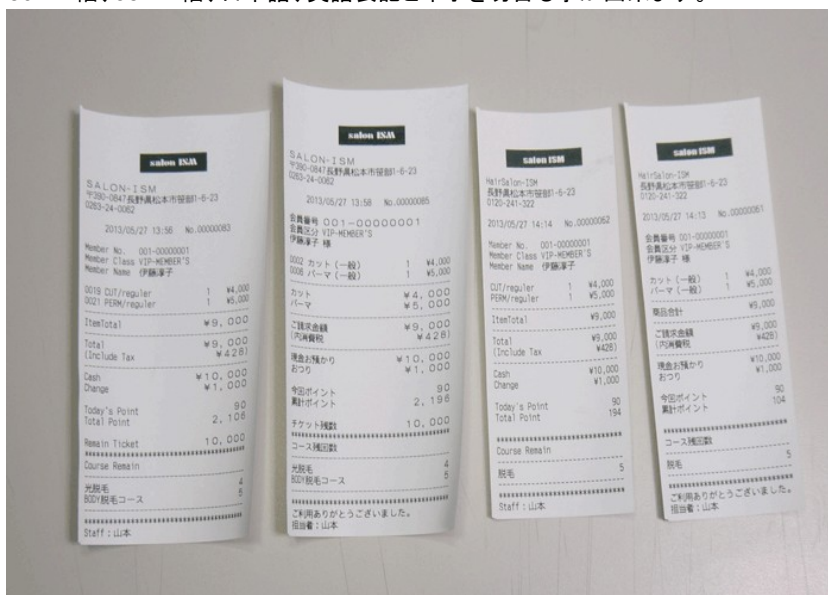 salon ISM
SALON-ISM
〒390-0847長野県松本市笹部1-6-23
0263-24-0062
2013/05/27 13:56 No.00000083
Member No. 001-00000001
Member Class VIP-MEMBER'S
Member Name 伊藤淳子
0019 CUT/reguler 1 ¥4,000
0021 PERM/reguler 1 ¥5,000
ItemTotal ¥9,000
Total ¥9,000
(Include Tax ¥428)
Cash ¥10,000
Change ¥1,000
Today's Point 90
Total Point 2,106
Remain Ticket 10,000
Course Remain
光脱毛 4
BODY脱毛コース 5
Staff:山本
salon ISM
SALON-ISM
〒390-0847長野県松本市笹部1-6-23
0263-24-0062
2013/05/27 13:58 No.00000085
会員番号 001-00000001
会員区分 VIP-MEMBER'S
伊藤淳子 様
0002 カット(一般) 1 ¥4,000
0006 パーマ(一般) 1 ¥5,000
カット ¥4,000
パーマ ¥5,000
ご請求金額 ¥9,000
(内消費税 ¥428)
現金お預かり ¥10,000
おつり ¥1,000
今回ポイント 90
累計ポイント 2,196
チケット残数 10,000
コース残回数
光脱毛 4
BODY脱毛コース 5
ご利用ありがとうございました。
担当者:山本
salon ISM
HairSalon-ISM
長野県松本市笹部1-6-23
0120-241-322
2013/05/27 14:14 No.00000062
Member No. 001-00000001
Member Class VIP-MEMBER'S
Member Name 伊藤淳子
CUT/reguler 1 ¥4,000
PERM/reguler 1 ¥5,000
ItemTotal ¥9,000
Total ¥9,000
(Include Tax ¥428)
Cash ¥10,000
Change ¥1,000
Today's Point 90
Total Point 194
Course Remain
脱毛 5
Staff:山本
salon ISM
HairSalon-ISM
長野県松本市笹部1-6-23
0120-241-322
2013/05/27 14:13 No.00000061
会員番号 001-00000001
会員区分 VIP-MEMBER'S
伊藤淳子 様
カット(一般) 1 ¥4,000
パーマ(一般) 1 ¥5,000
商品合計 ¥9,000
ご請求金額 ¥9,000
(内消費税 ¥428)
現金お預かり ¥10,000
おつり ¥1,000
今回ポイント 90
累計ポイント 104
コース残回数
脱毛 5
ご利用ありがとうございました。
担当者:山本